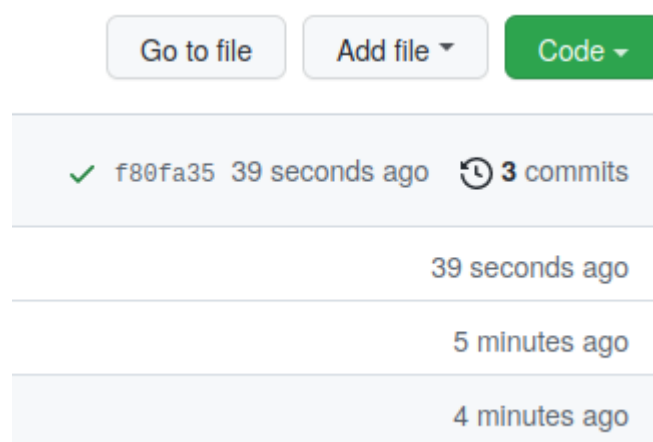 Go to file Add file Code
f80fa35 39 seconds ago 3 commits
39 seconds ago
5 minutes ago
4 minutes ago